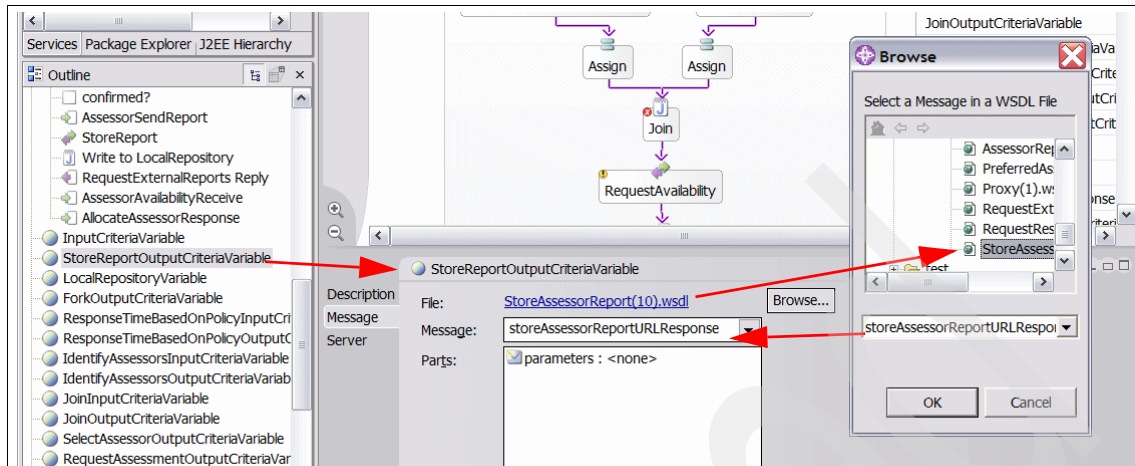 Services Package Explorer J2EE Hierarchy
Outline
confirmed?
AssessorSendReport
StoreReport
Write to LocalRepository
RequestExternalReports Reply
AssessorAvailabilityReceive
AllocateAssessorResponse
InputCriteriaVariable
StoreReportOutputCriteriaVariable
LocalRepositoryVariable
ForkOutputCriteriaVariable
ResponseTimeBasedOnPolicyInputCri
ResponseTimeBasedOnPolicyOutputC
IdentifyAssessorsInputCriteriaVariable
IdentifyAssessorsOutputCriteriaVariab
JoinInputCriteriaVariable
JoinOutputCriteriaVariable
SelectAssessorOutputCriteriaVariable
RequestAssessmentOutputCriteriaVar
Assign
Assign
Join
RequestAvailability
StoreReportOutputCriteriaVariable
Description
Message
Server
File: StoreAssessorReport(10).wsdl Browse...
Message: storeAssessorReportURLResponse
Parts: parameters : <none>
JoinOutputCriteriaVariable
Browse
Select a Message in a WSDL File
AssessorRep
PreferredAs
Proxy(1).ws
RequestExt
RequestRes
StoreAssess
test
storeAssessorReportURLRespor
OK Cancel